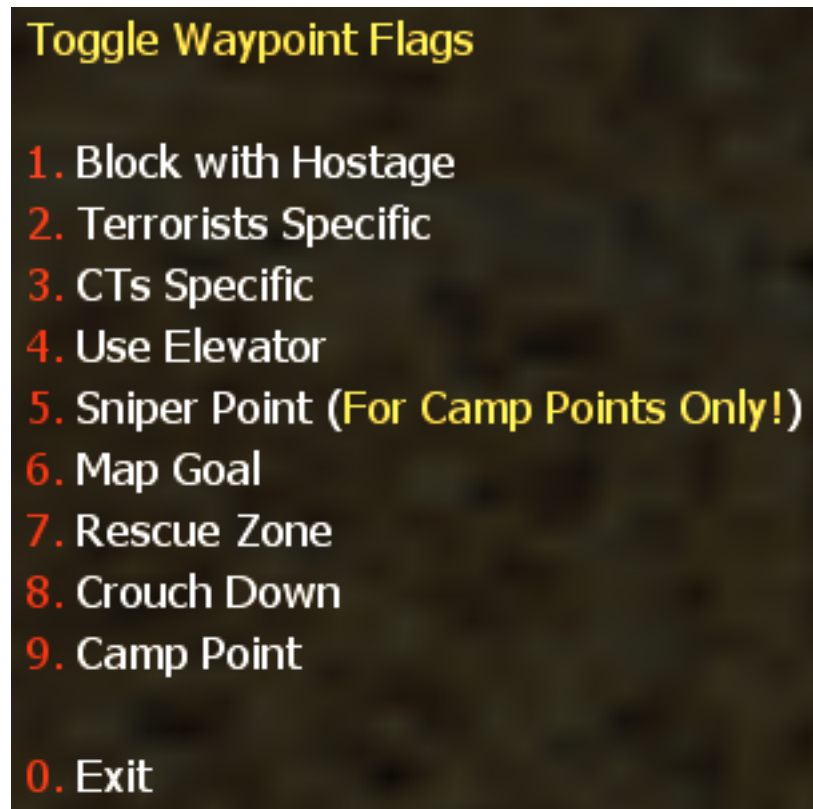 Toggle Waypoint Flags
1. Block with Hostage
2. Terrorists Specific
3. CTs Specific
4. Use Elevator
5. Sniper Point (For Camp Points Only!)
6. Map Goal
7. Rescue Zone
8. Crouch Down
9. Camp Point
0. Exit